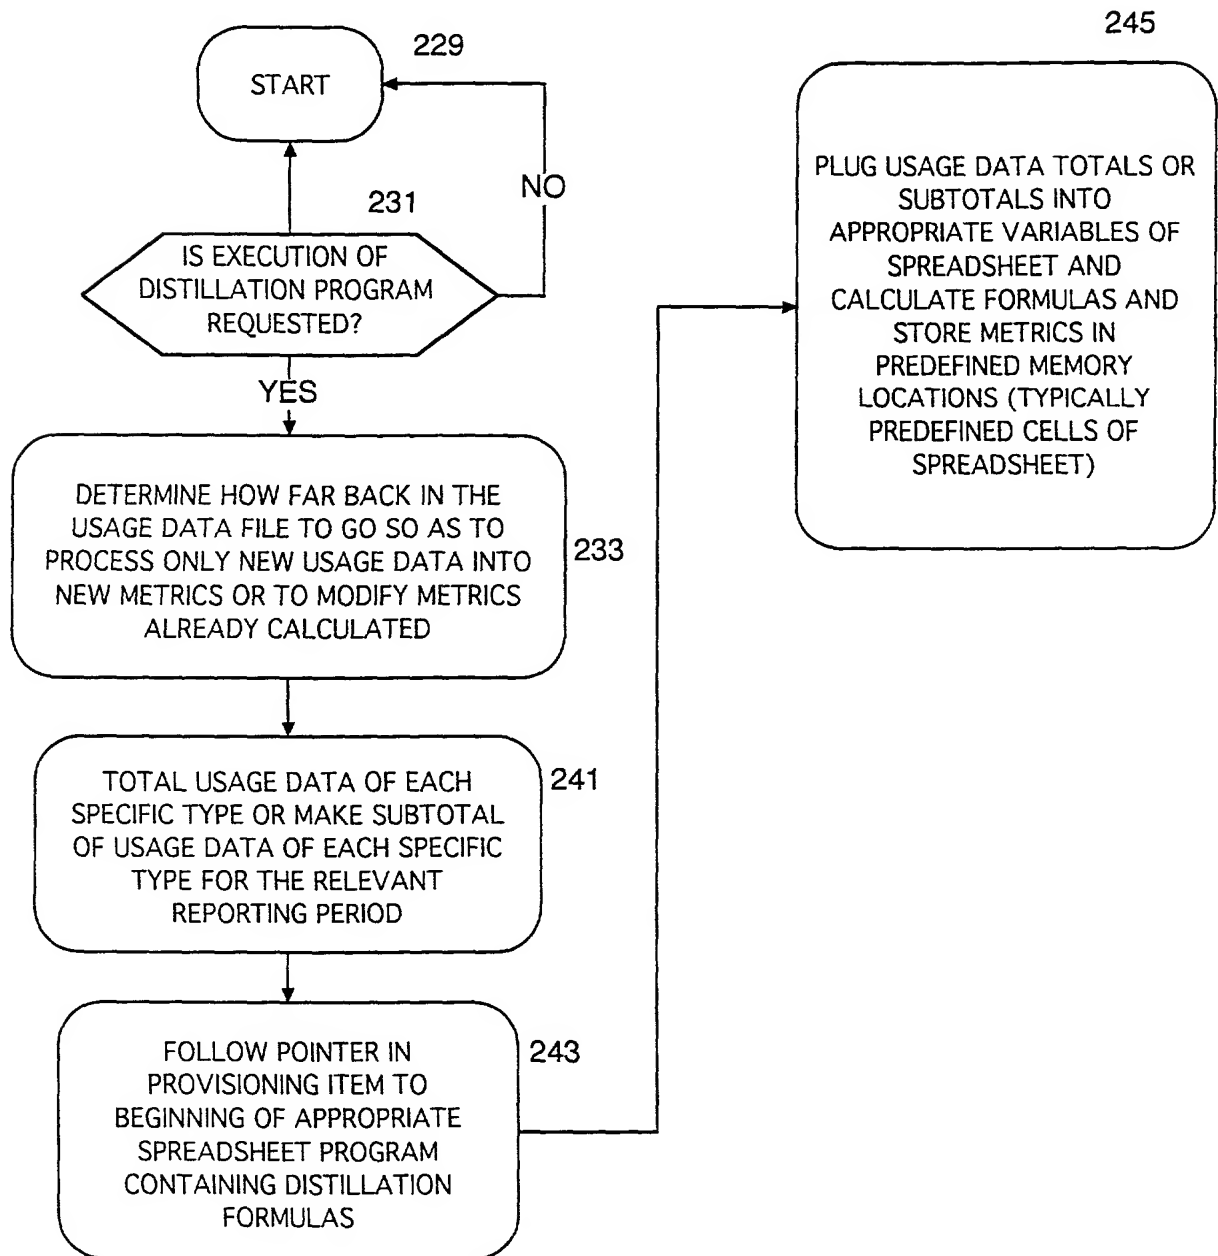 229
START
NO
231
IS EXECUTION OF
DISTILLATION PROGRAM
REQUESTED?
YES
DETERMINE HOW FAR BACK IN THE
USAGE DATA FILE TO GO SO AS TO
PROCESS ONLY NEW USAGE DATA INTO
NEW METRICS OR TO MODIFY METRICS
ALREADY CALCULATED
233
TOTAL USAGE DATA OF EACH
SPECIFIC TYPE OR MAKE SUBTOTAL
OF USAGE DATA OF EACH SPECIFIC
TYPE FOR THE RELEVANT
REPORTING PERIOD
241
FOLLOW POINTER IN
PROVISIONING ITEM TO
BEGINNING OF APPROPRIATE
SPREADSHEET PROGRAM
CONTAINING DISTILLATION
FORMULAS
243
245
PLUG USAGE DATA TOTALS OR
SUBTOTALS INTO
APPROPRIATE VARIABLES OF
SPREADSHEET AND
CALCULATE FORMULAS AND
STORE METRICS IN
PREDEFINED MEMORY
LOCATIONS (TYPICALLY
PREDEFINED CELLS OF
SPREADSHEET)